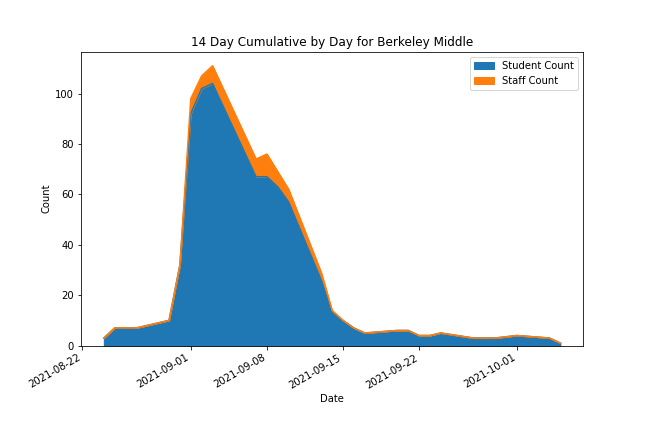 14 Day Cumulative by Day for Berkeley Middle
Student Count
Staff Count
Count
100
80
60
40
20
0
2021-08-22
2021-09-01
2021-09-08
2021-09-15
2021-09-22
2021-10-01
Date